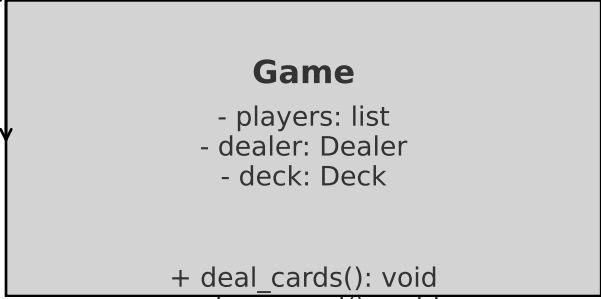 Game
- players: list
- dealer: Dealer
- deck: Deck
+ deal_cards(): void